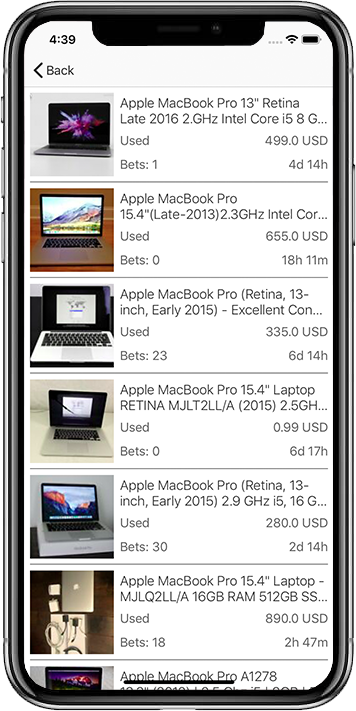 4:39
Back
Apple MacBook Pro 13" Retina
Late 2016 2.GHz Intel Core i5 8 G...
Used 499.0 USD
Bets: 1 4d 14h
Apple MacBook Pro
15.4"(Late-2013)2.3GHz Intel Cor...
Used 655.0 USD
Bets: 0 18h 11m
Apple MacBook Pro (Retina, 13-
inch, Early 2015) - Excellent Con...
Used 335.0 USD
Bets: 23 6d 14h
Apple MacBook Pro 15.4" Laptop
RETINA MJLT2LL/A (2015) 2.5GH...
Used 0.99 USD
Bets: 0 6d 17h
Apple MacBook Pro (Retina, 13-
inch, Early 2015) 2.9 GHz i5, 16 G...
Used 280.0 USD
Bets: 30 2d 14h
Apple MacBook Pro 15.4" Laptop -
MJLQ2LL/A 16GB RAM 512GB SS...
Used 890.0 USD
Bets: 18 2h 47m
Apple MacBook Pro A1278